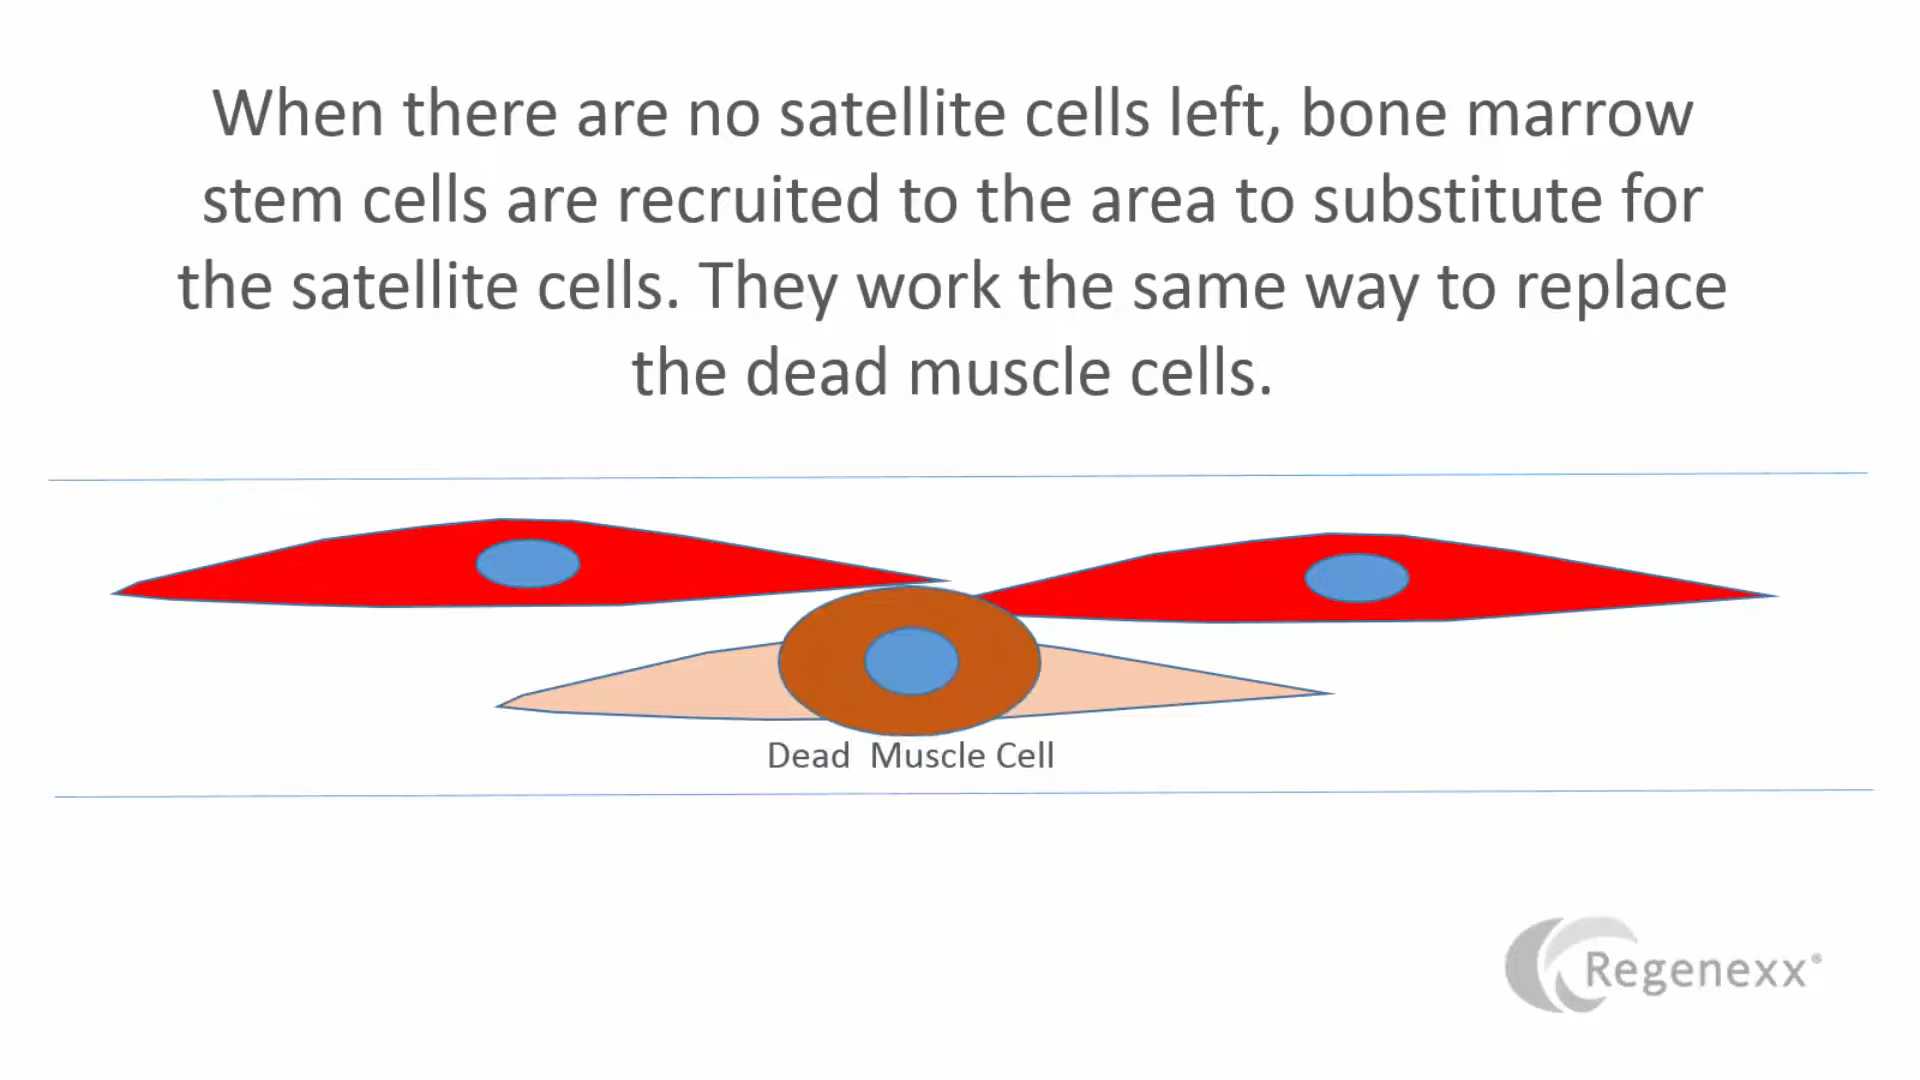 When there are no satellite cells left, bone marrow
stem cells are recruited to the area to substitute for
the satellite cells. They work the same way to replace
the dead muscle cells.
Dead Muscle Cell
Regenexx®